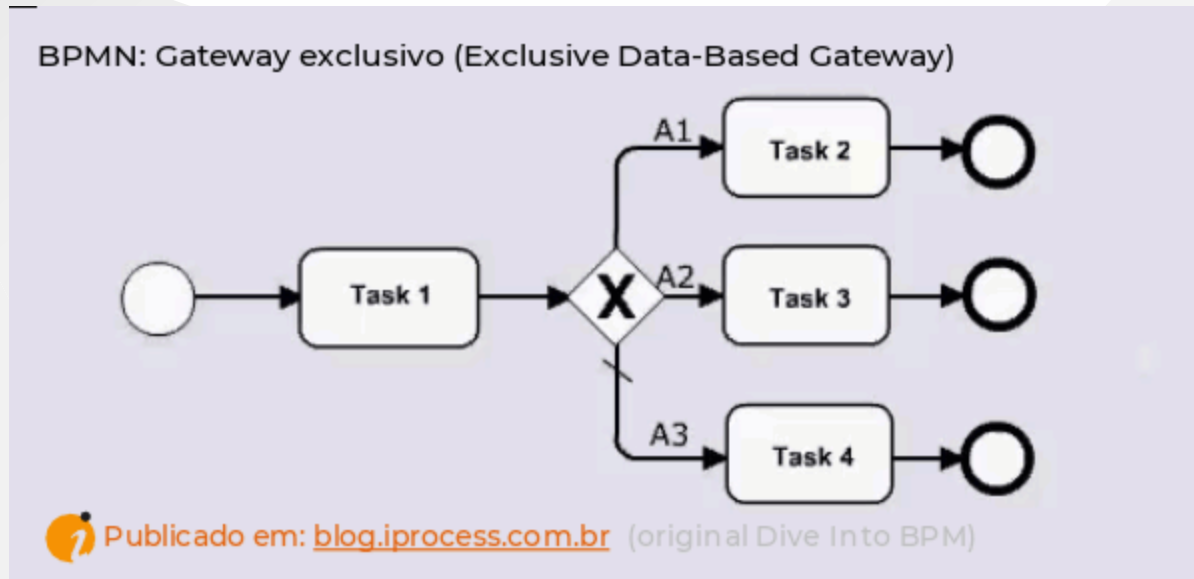 BPMN: Gateway exclusivo (Exclusive Data-Based Gateway)
A1
Task 2
Task 1
X
A2
Task 3
A3
Task 4
Publicado em: blog.iprocess.com.br (original Dive Into BPM)